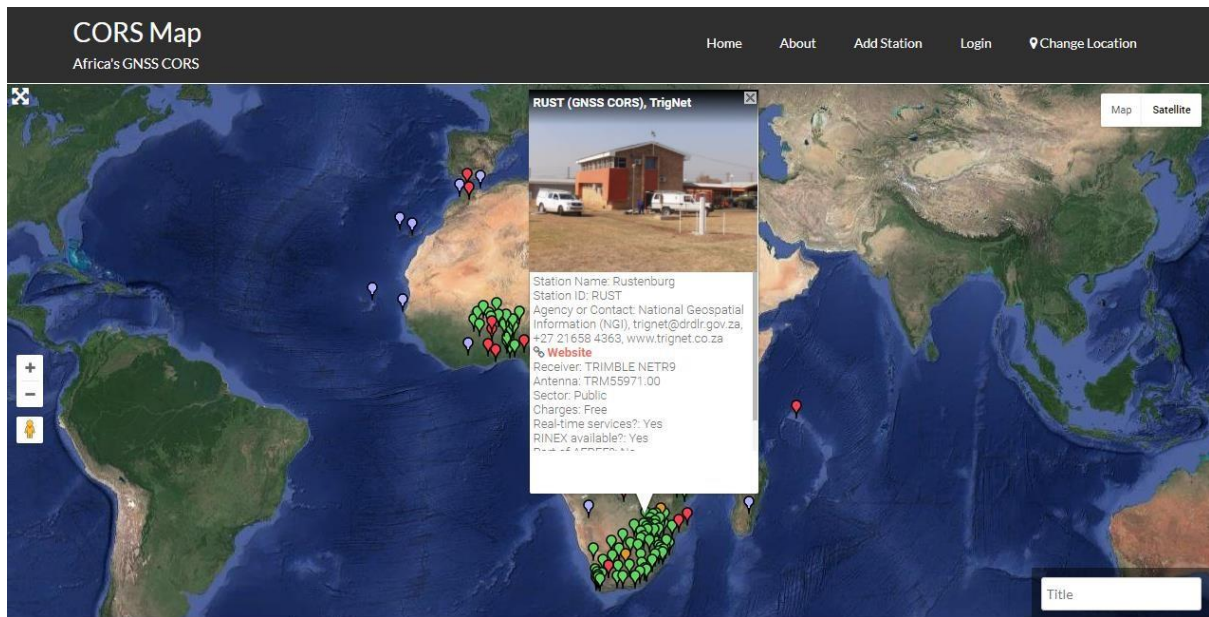 CORS Map
Africa's GNSS CORS
Home
About
Add Station
Login
Change Location
RUST (GNSS CORS), TrigNet
Map
Satellite
Station Name: Rustenburg
Station ID: RUST
Agency or Contact: National Geospatial
Information (NGI), trignet@drdlr.gov.za,
+27 21658 4363, www.trignet.co.za
Website
Receiver: TRIMBLE NETR9
Antenna: TRM55971.00
Sector: Public
Charges: Free
Real-time services?: Yes
RINEX available?: Yes
+
−
Title